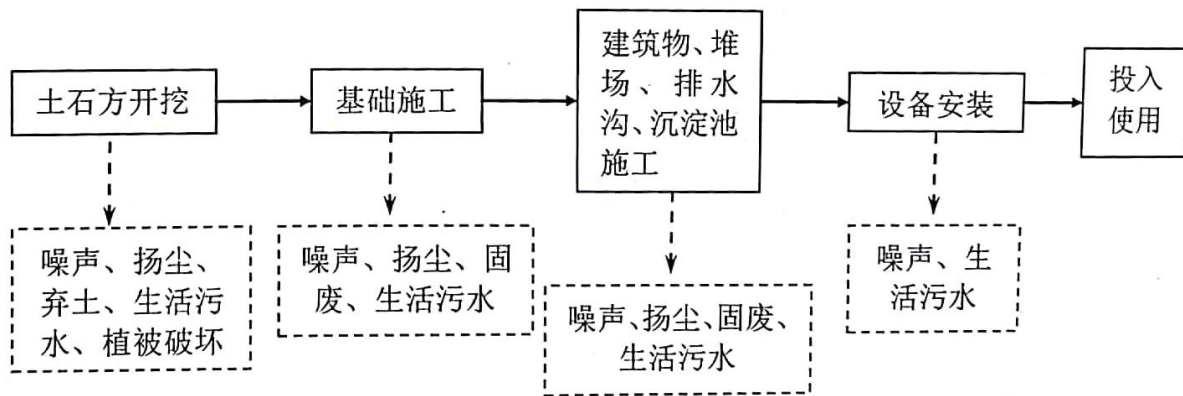 土石方开挖
基础施工
建筑物、堆
场、排水
沟、沉淀池
施工
设备安装
投入
使用
噪声、扬尘、
弃土、生活污
水、植被破坏
噪声、扬尘、固
废、生活污水
噪声、扬尘、固废、
生活污水
噪声、生
活污水